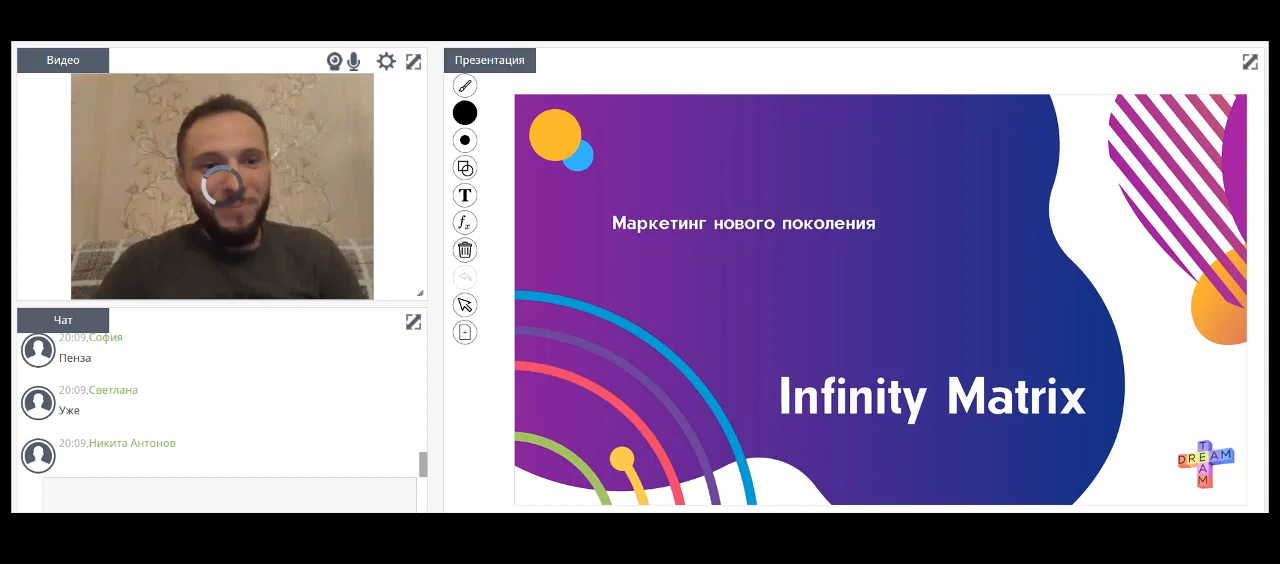 Видео
Презентация
T
fx
Маркетинг нового поколения
Infinity Matrix
DREAM
TEAM
Чат
20:09,София
Пенза
20:09,Светлана
Уже
20:09,Никита Антонов